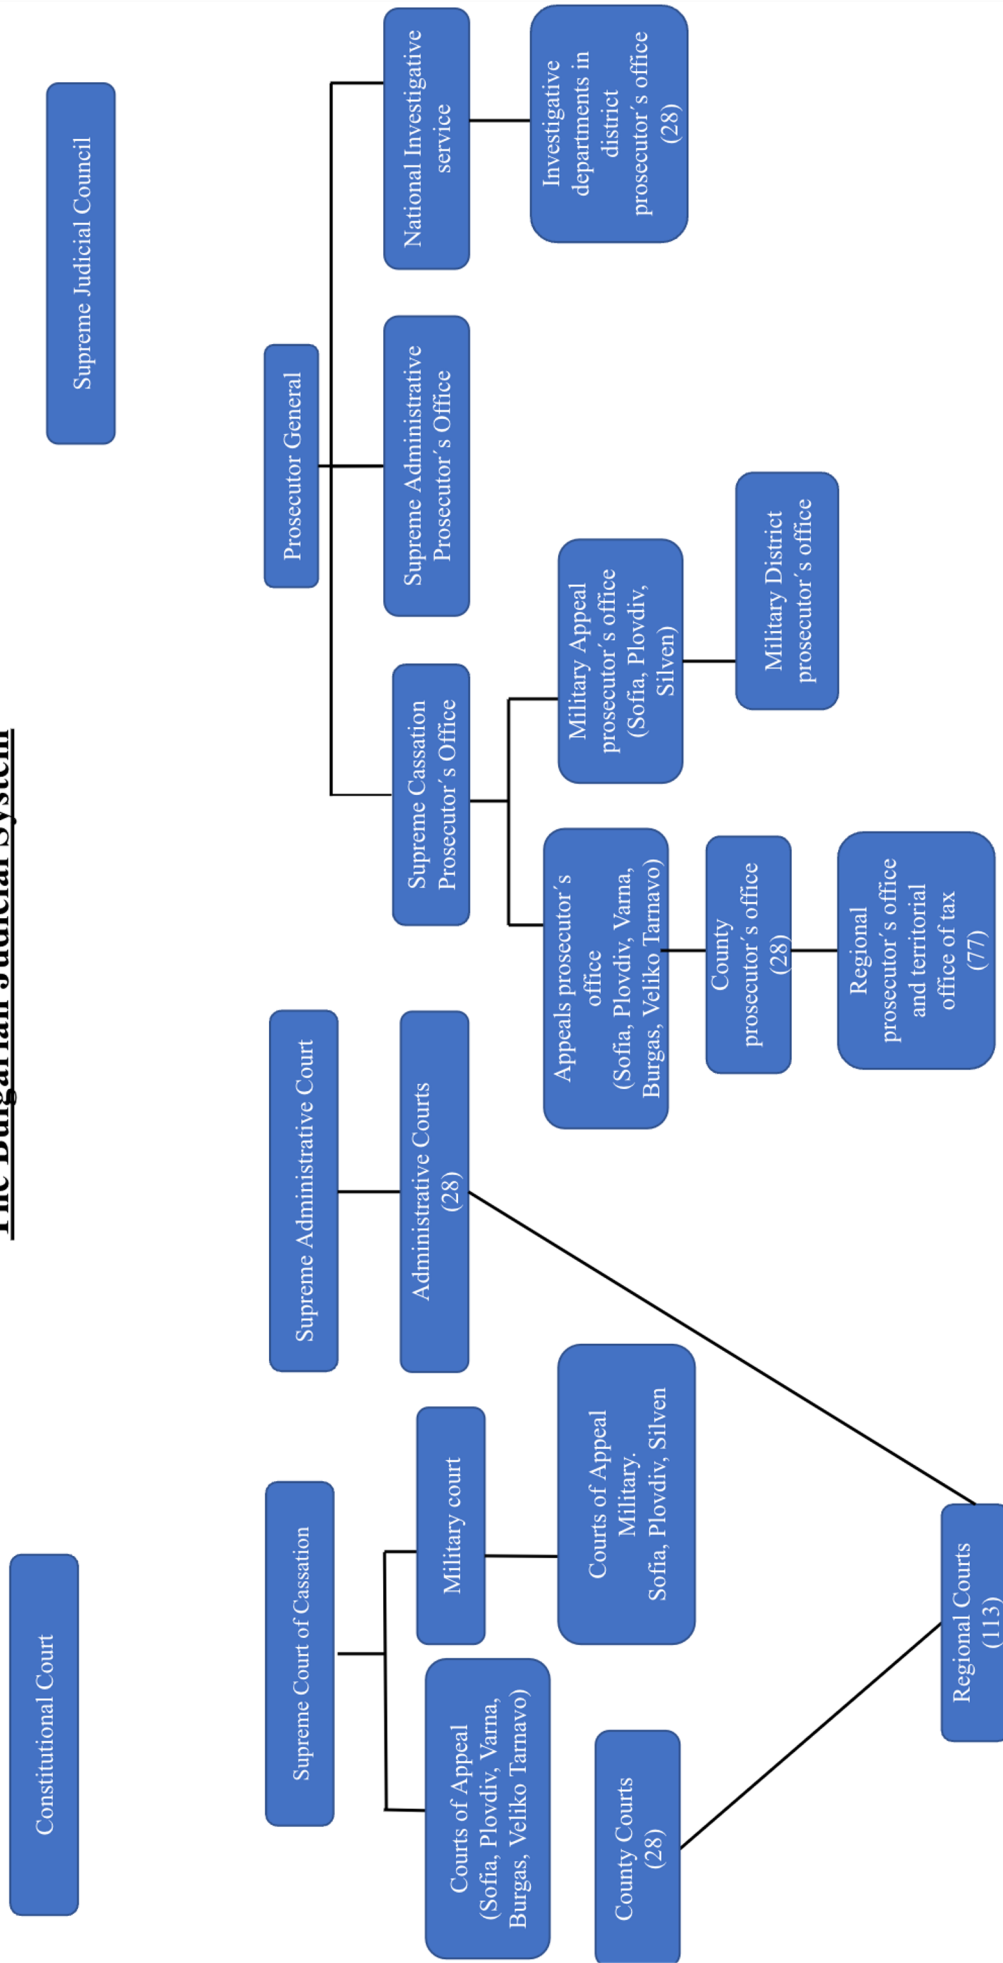 The Bulgarian Judicial System
Constitutional Court
Supreme Judicial Council
Supreme Court of Cassation
Supreme Administrative Court
Prosecutor General
Courts of Appeal
(Sofia, Plovdiv, Varna,
Burgas, Veliko Tarnavo)
Military court
Administrative Courts
(28)
Supreme Cassation
Prosecutor´s Office
Supreme Administrative
Prosecutor´s Office
National Investigative
service
County Courts
(28)
Courts of Appeal
Military.
Sofia, Plovdiv, Silven
Appeals prosecutor´s
office
(Sofia, Plovdiv, Varna,
Burgas, Veliko Tarnavo)
Military Appeal
prosecutor´s office
(Sofia, Plovdiv,
Silven)
Investigative
departments in
district
prosecutor´s office
(28)
County
prosecutor´s office
(28)
Military District
prosecutor´s office
Regional Courts
(113)
Regional
prosecutor´s office
and territorial
office of tax
(77)